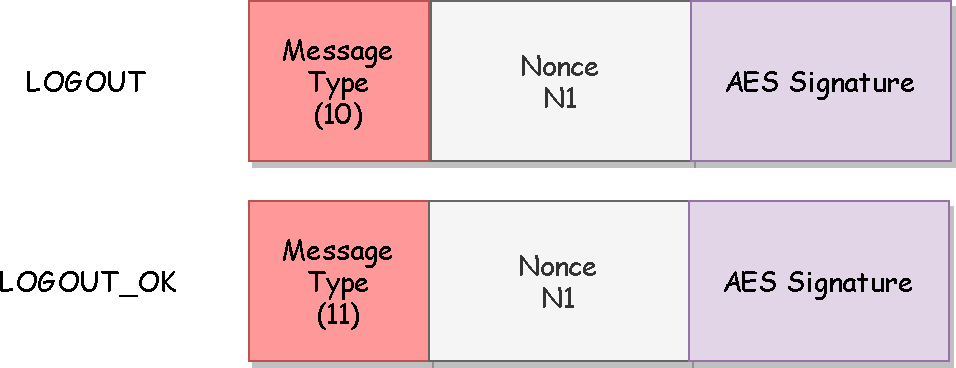 LOGOUT
Message
Type
(10)
Nonce
N1
AES Signature
LOGOUT_OK
Message
Type
(11)
Nonce
N1
AES Signature